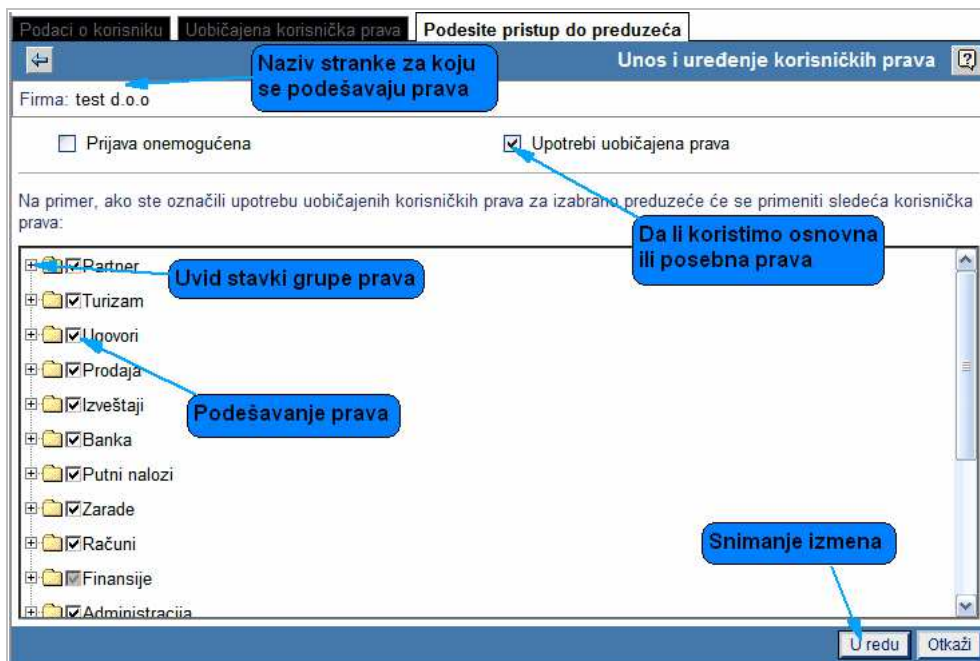 Podaci o korisniku Uobičajena korisnička prava Podesite pristup do preduzeća
Naziv stranke za koju
se podešavaju prava
Unos i uređenje korisničkih prava
Firma: test d.o.o
Prijava onemogućena Upotrebi uobičajena prava
Na primer, ako ste označili upotrebu uobičajenih korisničkih prava za izabrano preduzeće će se primeniti sledeća korisnička
prava:
Da li koristimo osnovna
ili posebna prava
Partner
Uvid stavki grupe prava
Turizam
Ugovori
Prodaja
Izveštaji
Podešavanje prava
Banka
Putni nalozi
Zarade
Računi
Snimanje izmena
Finansije
Administracija
U redu Otkaži